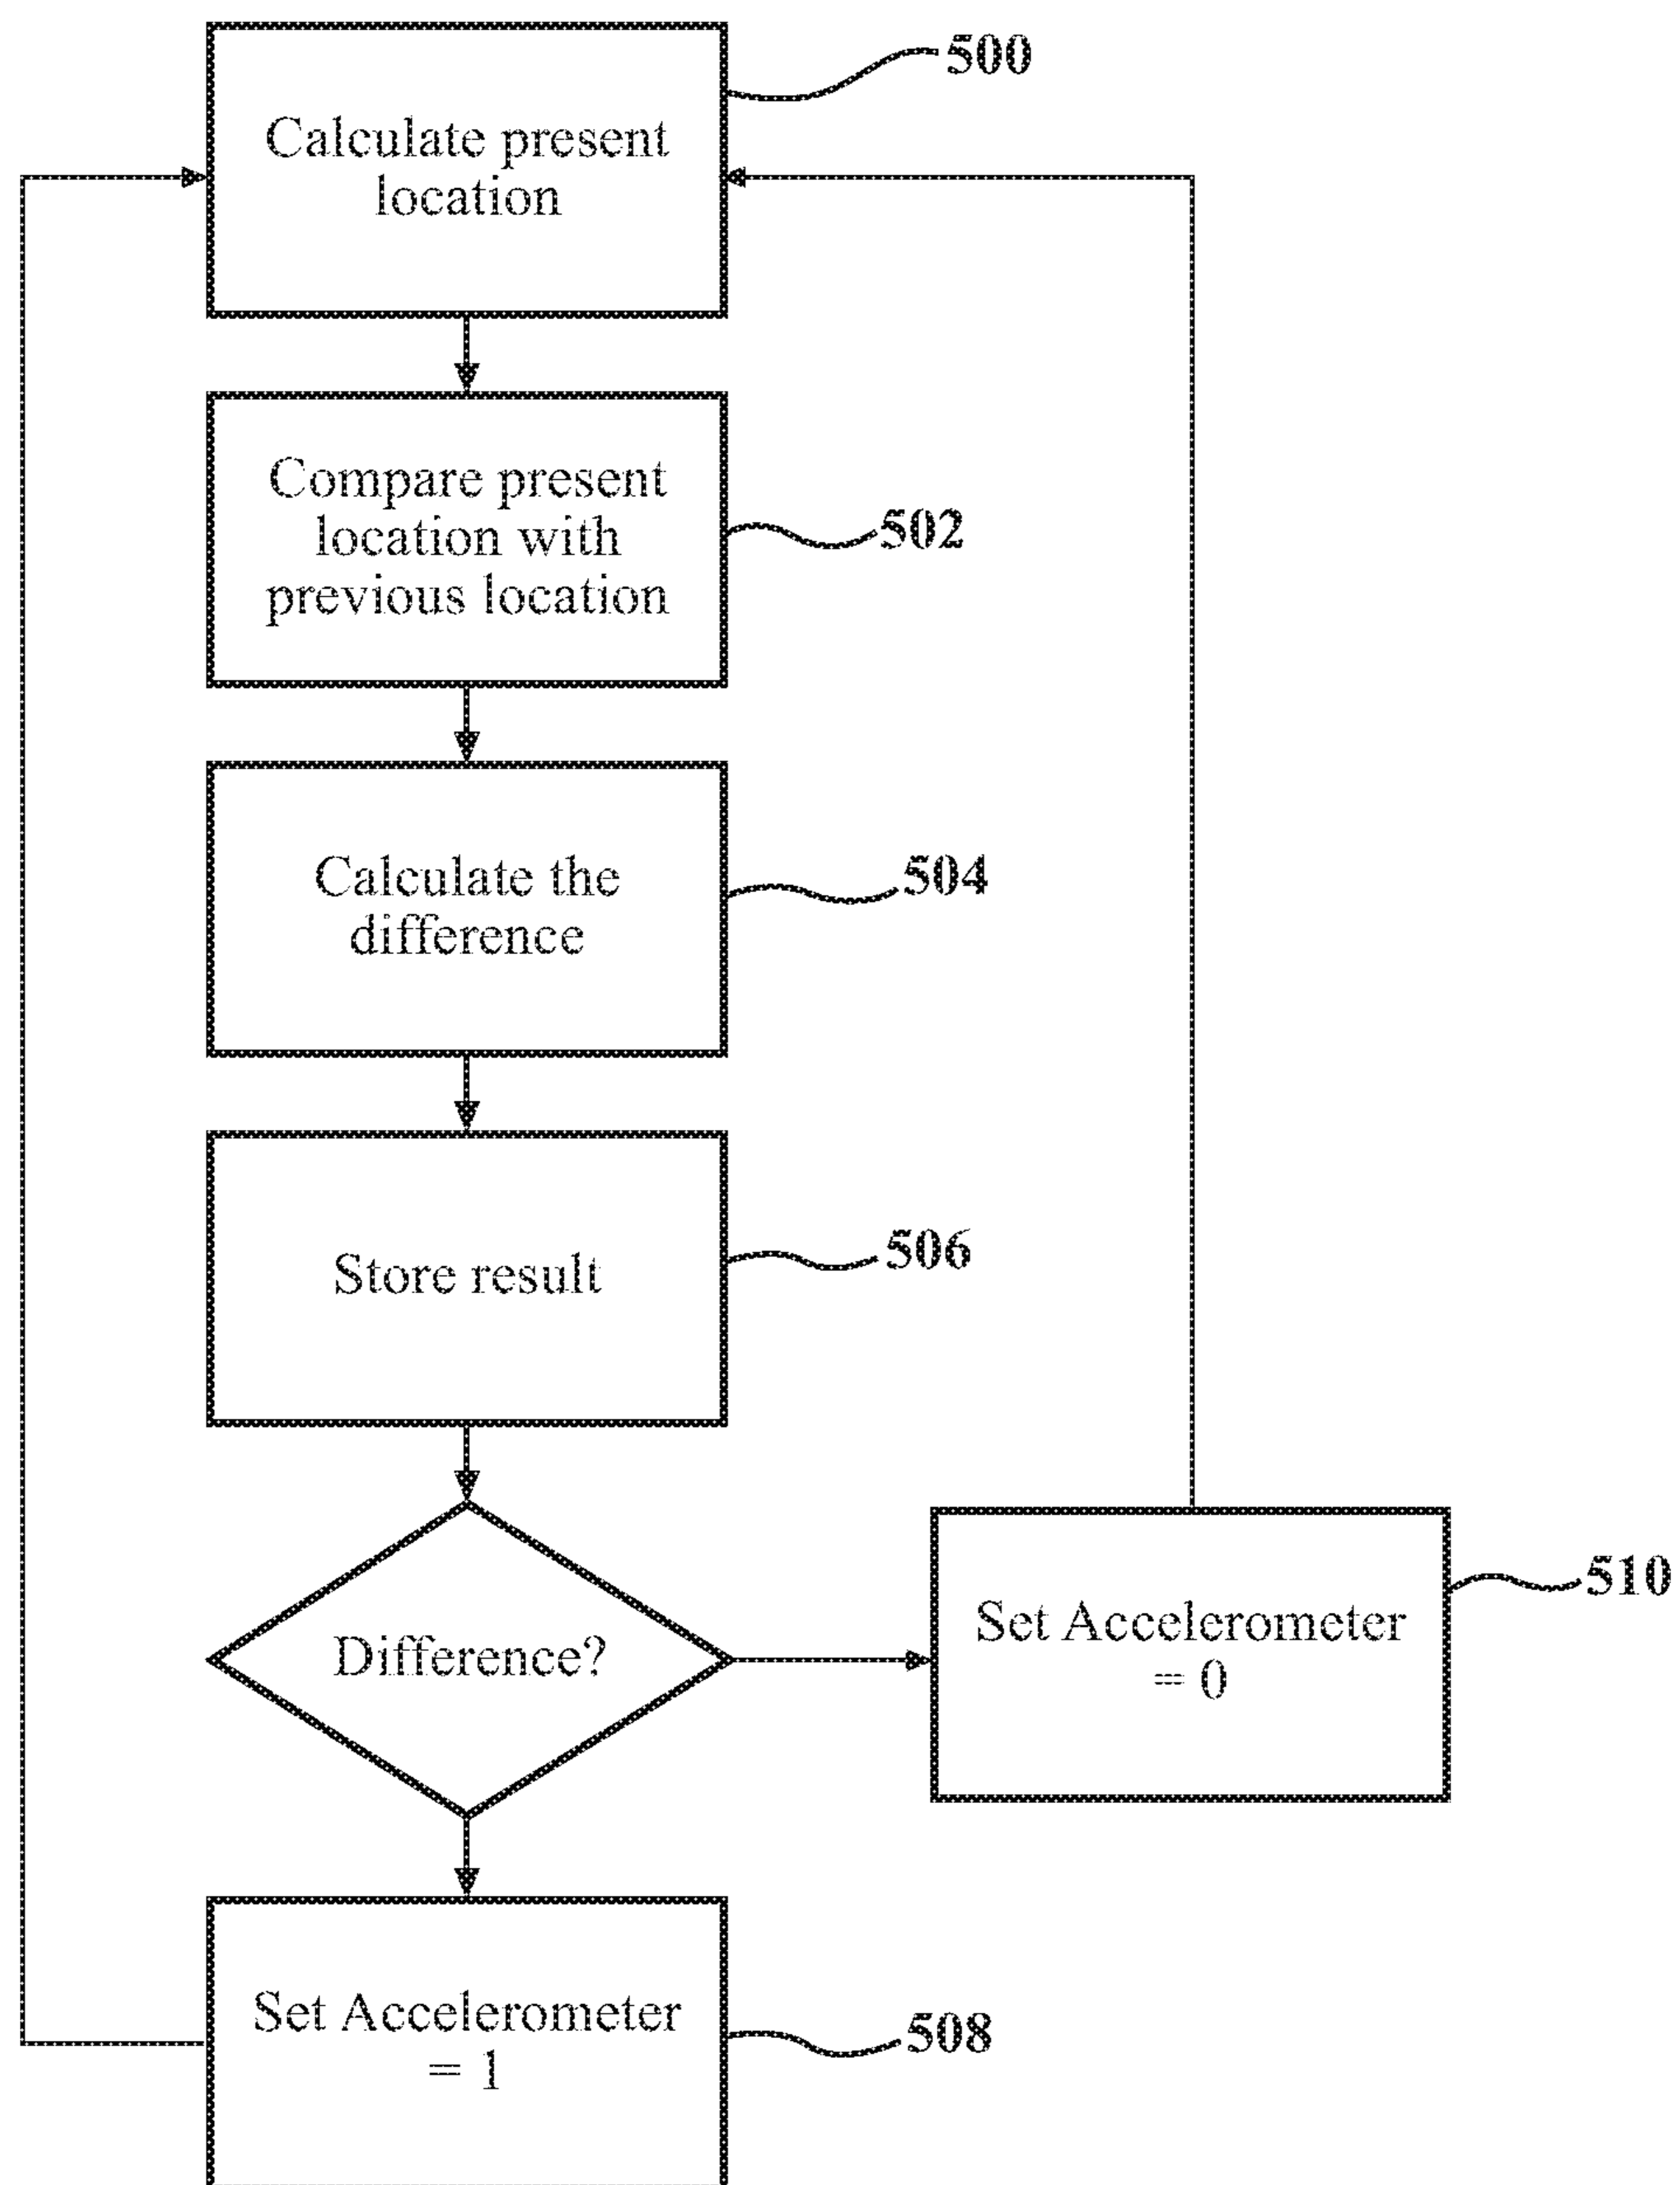 500
Calculate present
location
Compare present
location with
previous location
502
Calculate the
difference
504
Store result
506
Difference?
Set Accelerometer
= 0
510
Set Accelerometer
= 1
508